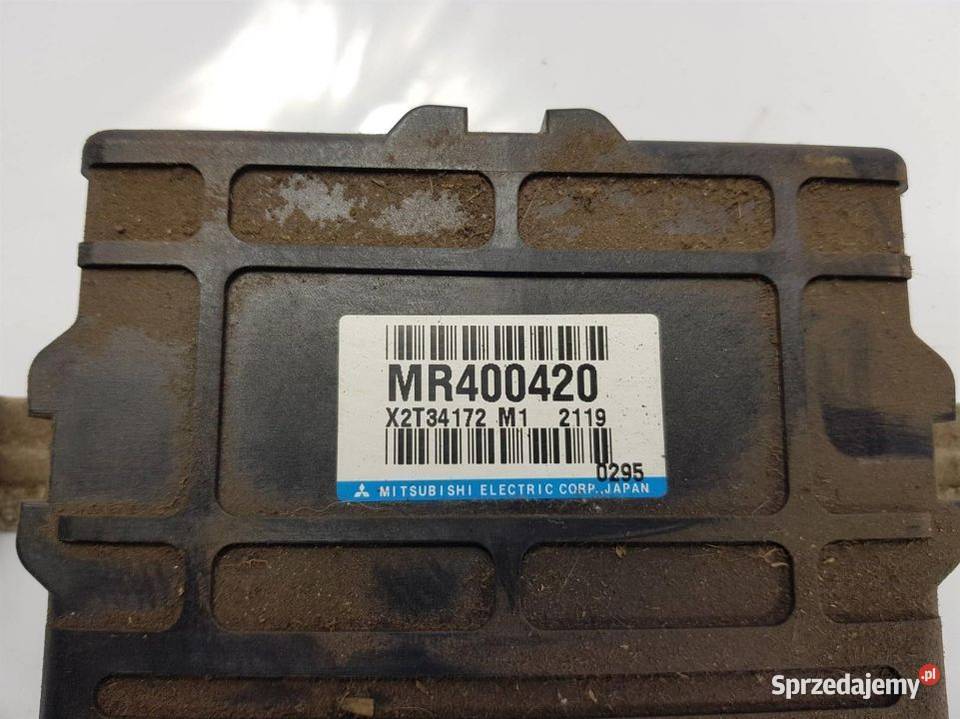 MR400420
X2T34172 M1 2119
0295
MITSUBISHI ELECTRIC CORP.JAPAN
Sprzedajemy.pl